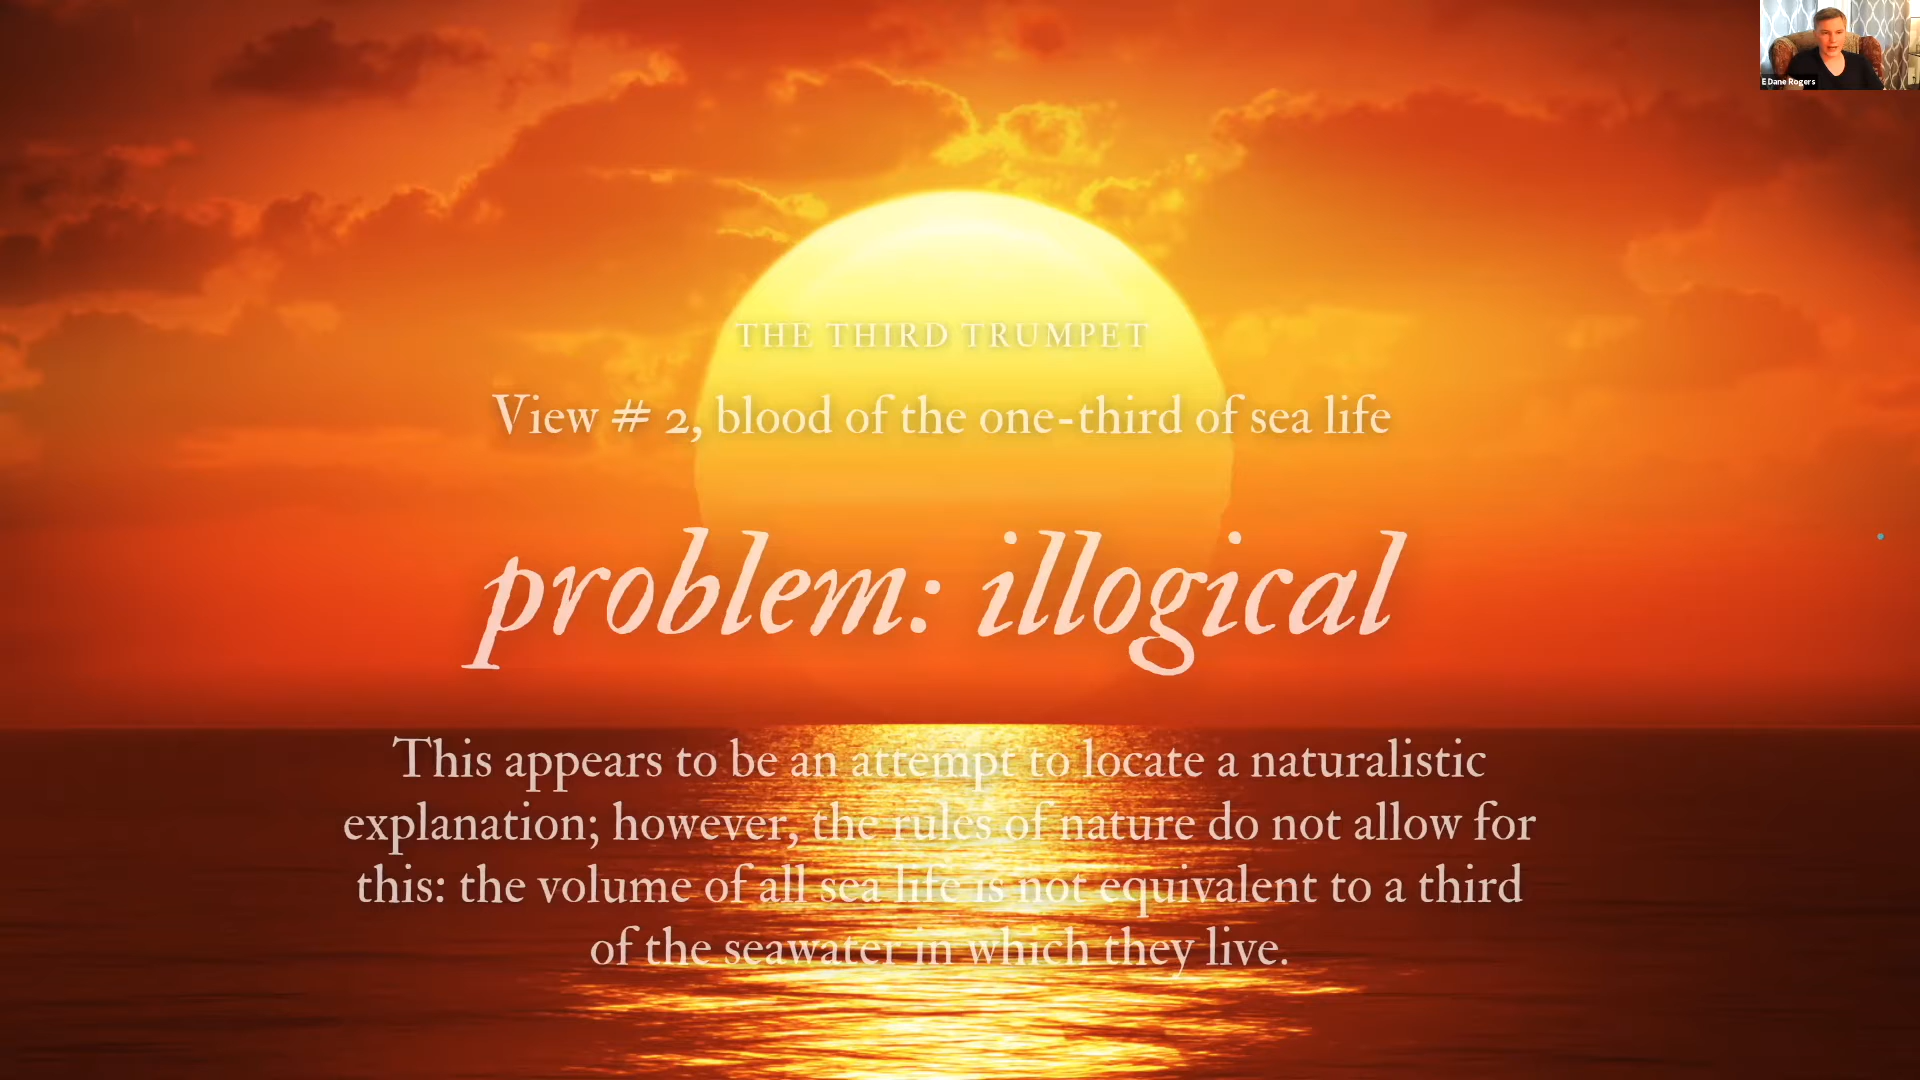 E Dane Rogers
THE THIRD TRUMPET
View # 2, blood of the one-third of sea life
problem: illogical
This appears to be an attempt to locate a naturalistic
explanation; however, the rules of nature do not allow for
this: the volume of all sea life is not equivalent to a third
of the seawater in which they live.